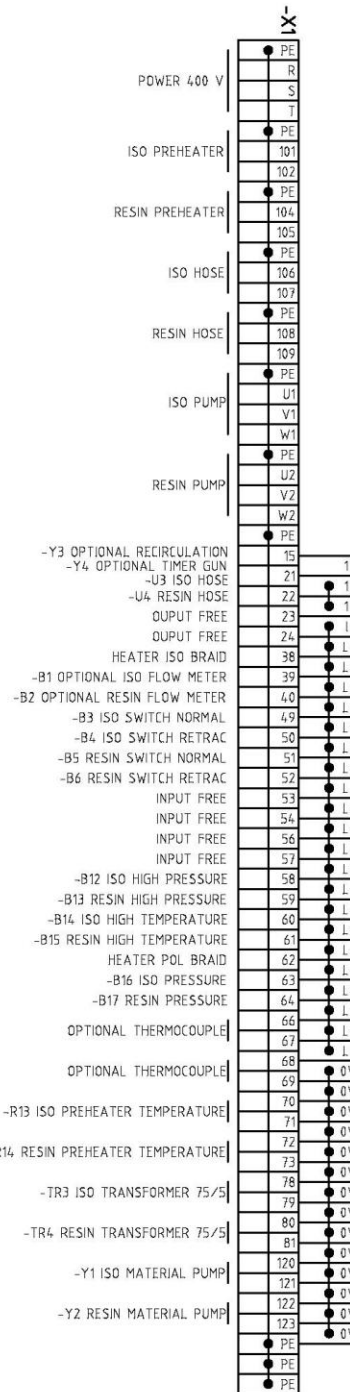 -X1
PE
POWER 400 V
R
S
T
PE
ISO PREHEATER
101
102
PE
RESIN PREHEATER
104
105
PE
ISO HOSE
106
107
PE
RESIN HOSE
108
109
PE
ISO PUMP
U1
V1
W1
PE
RESIN PUMP
U2
V2
W2
PE
-Y3 OPTIONAL RECIRCULATION 15
-Y4 OPTIONAL TIMER GUN
-U3 ISO HOSE 21
-U4 RESIN HOSE 22
OUPUT FREE 23
OUPUT FREE 24
HEATER ISO BRAID 38
-B1 OPTIONAL ISO FLOW METER 39
-B2 OPTIONAL RESIN FLOW METER 40
-B3 ISO SWITCH NORMAL 49
-B4 ISO SWITCH RETRAC 50
-B5 RESIN SWITCH NORMAL 51
-B6 RESIN SWITCH RETRAC 52
INPUT FREE 53
INPUT FREE 54
INPUT FREE 56
INPUT FREE 57
-B12 ISO HIGH PRESSURE 58
-B13 RESIN HIGH PRESSURE 59
-B14 ISO HIGH TEMPERATURE 60
-B15 RESIN HIGH TEMPERATURE 61
HEATER POL BRAID 62
-B16 ISO PRESSURE 63
-B17 RESIN PRESSURE 64
OPTIONAL THERMOCOUPLE
66
67
OPTIONAL THERMOCOUPLE
68
69
-R13 ISO PREHEATER TEMPERATURE
70
71
R14 RESIN PREHEATER TEMPERATURE
72
73
-TR3 ISO TRANSFORMER 75/5
78
79
-TR4 RESIN TRANSFORMER 75/5
80
81
-Y1 ISO MATERIAL PUMP
120
121
-Y2 RESIN MATERIAL PUMP
122
123
PE
PE
PE